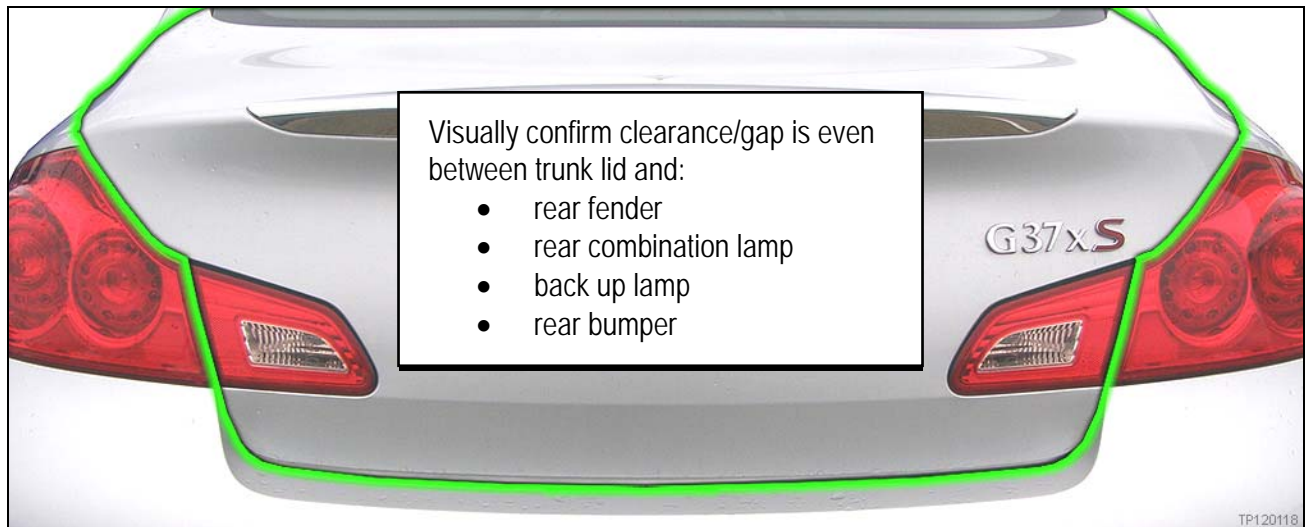 Visually confirm clearance/gap is even
between trunk lid and:
• rear fender
• rear combination lamp
• back up lamp
• rear bumper
G37xS
TP120118